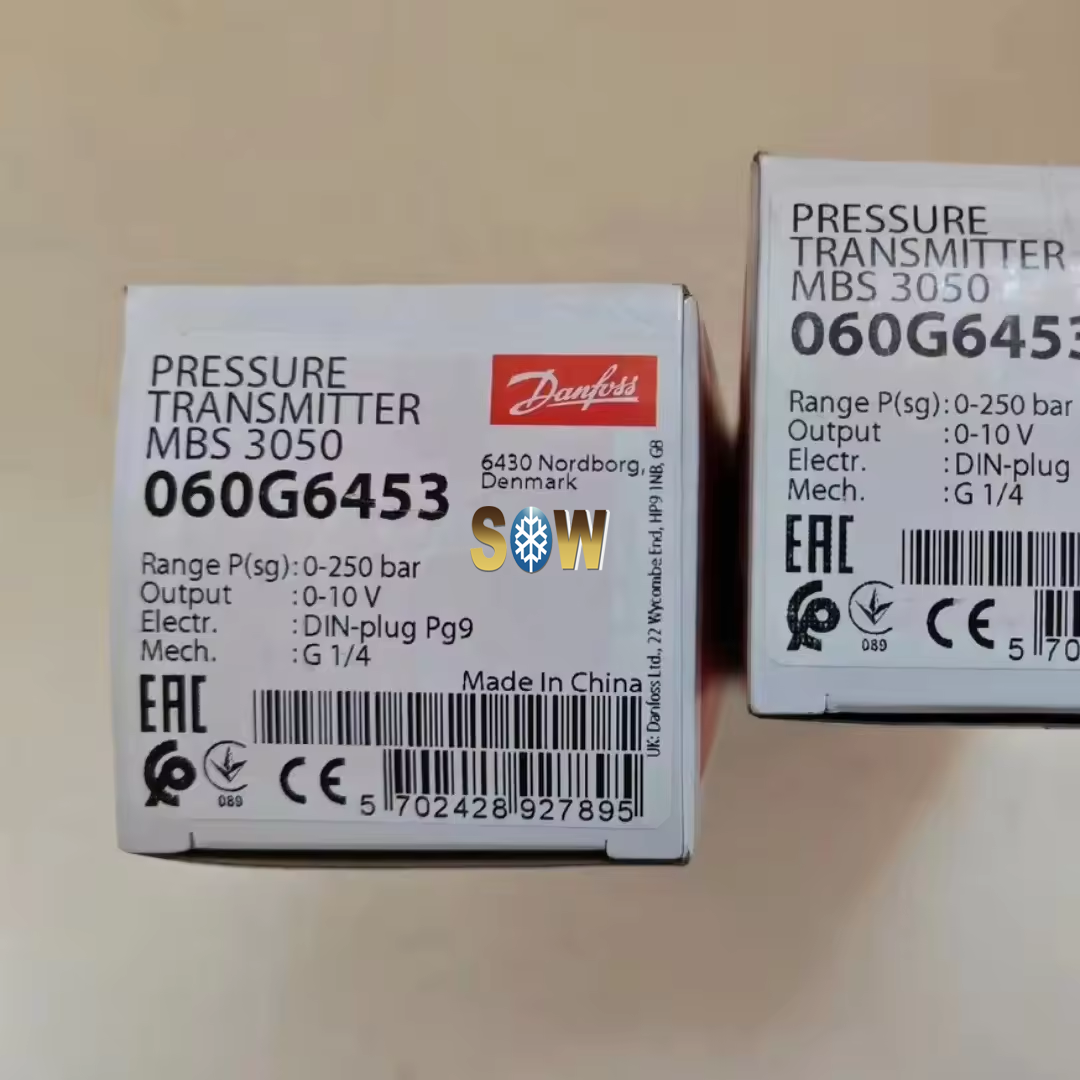 PRESSURE
TRANSMITTER
MBS 3050
060G6453
Danfoss
6430 Nordborg,
Denmark
SOW
Range P(sg): 0-250 bar
Output : 0-10 V
Electr. : DIN-plug Pg9
Mech. : G 1/4
Made In China
UK: Danfoss Ltd., 22 Wycombe End, HP9 1NB, GB
EAC
089
CE
5 702428 927895
PRESSURE
TRANSMITTER
MBS 3050
060G6453
Range P(sg): 0-250 bar
Output : 0-10 V
Electr. : DIN-plug
Mech. : G 1/4
EAC
089
CE
5 70